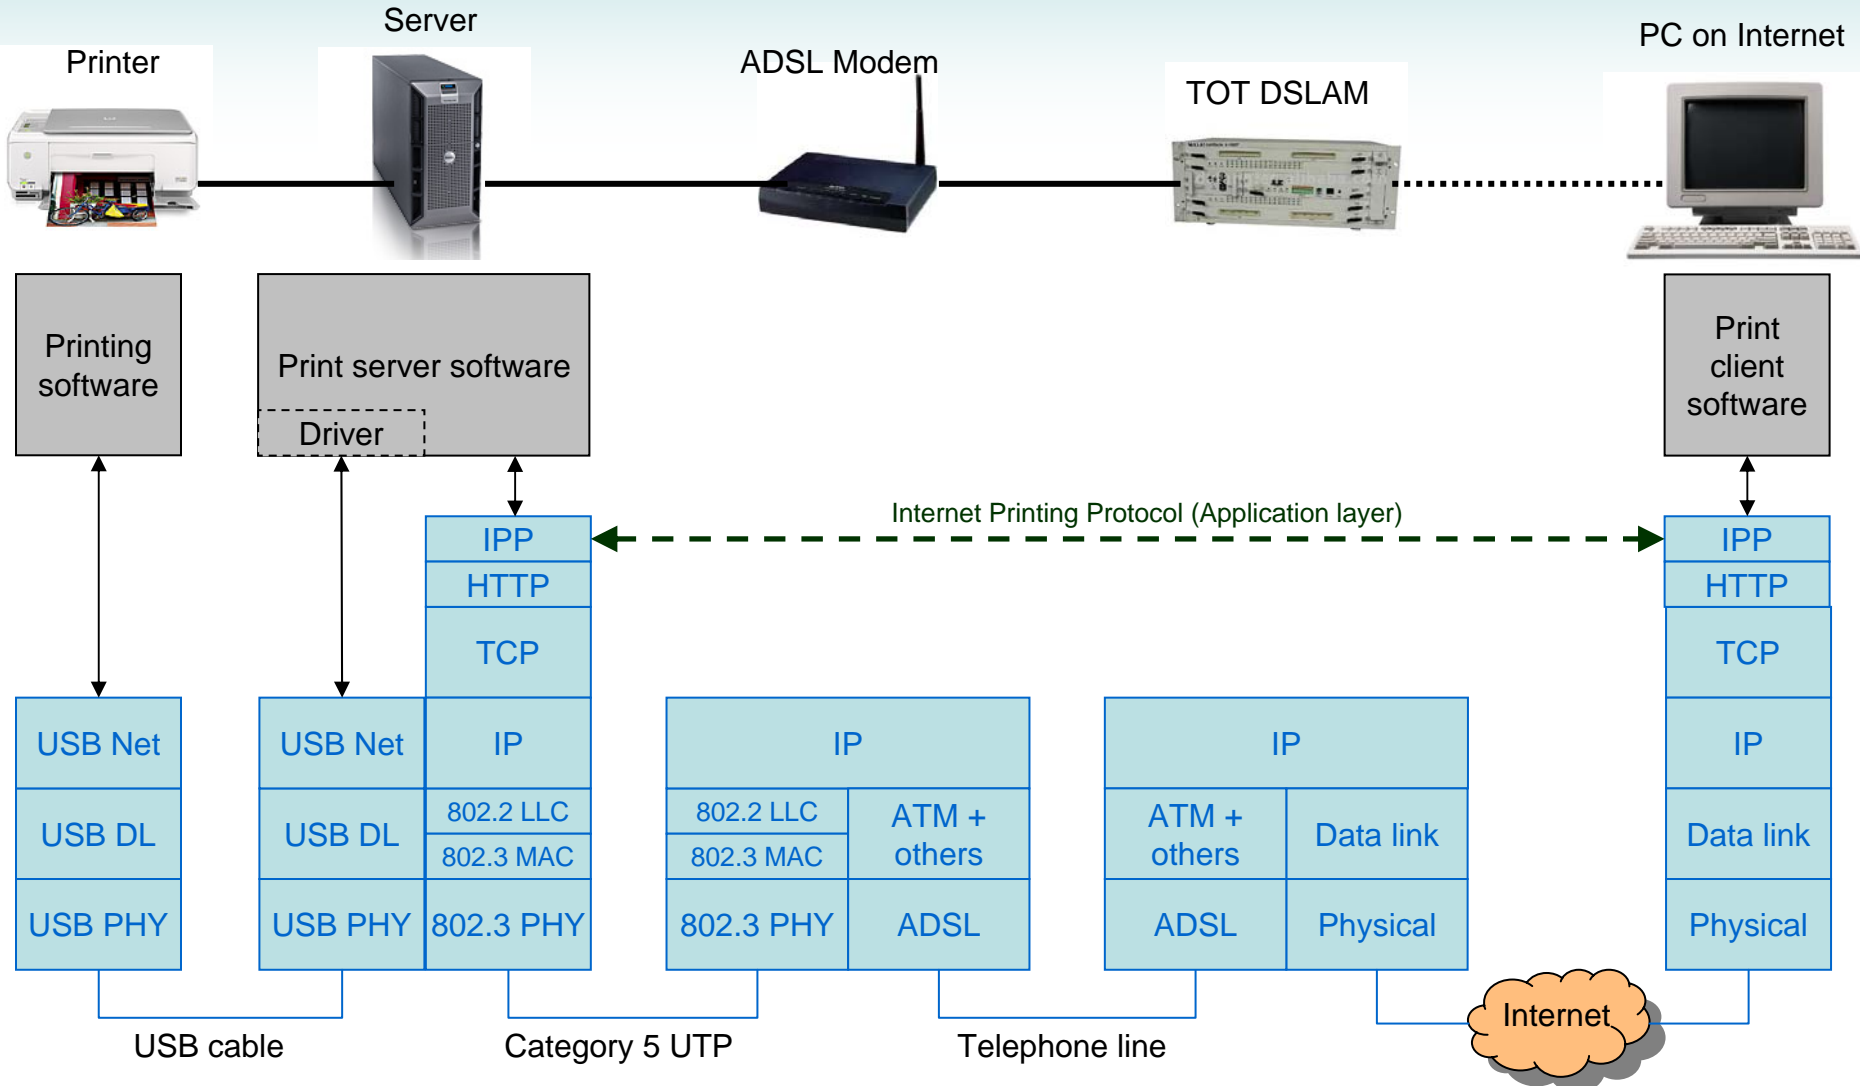 Server
PC on Internet
Printer
ADSL Modem
TOT DSLAM
Printing
software
Print server software
Driver
Print
client
software
Internet Printing Protocol (Application layer)
IPP
HTTP
TCP
IPP
HTTP
TCP
USB Net
USB DL
USB PHY
USB Net
USB DL
USB PHY
IP
802.2 LLC
802.3 MAC
802.3 PHY
IP
802.2 LLC
802.3 MAC
802.3 PHY
ATM +
others
ADSL
IP
ATM +
others
ADSL
Data link
Physical
IP
Data link
Physical
USB cable
Category 5 UTP
Telephone line
Internet